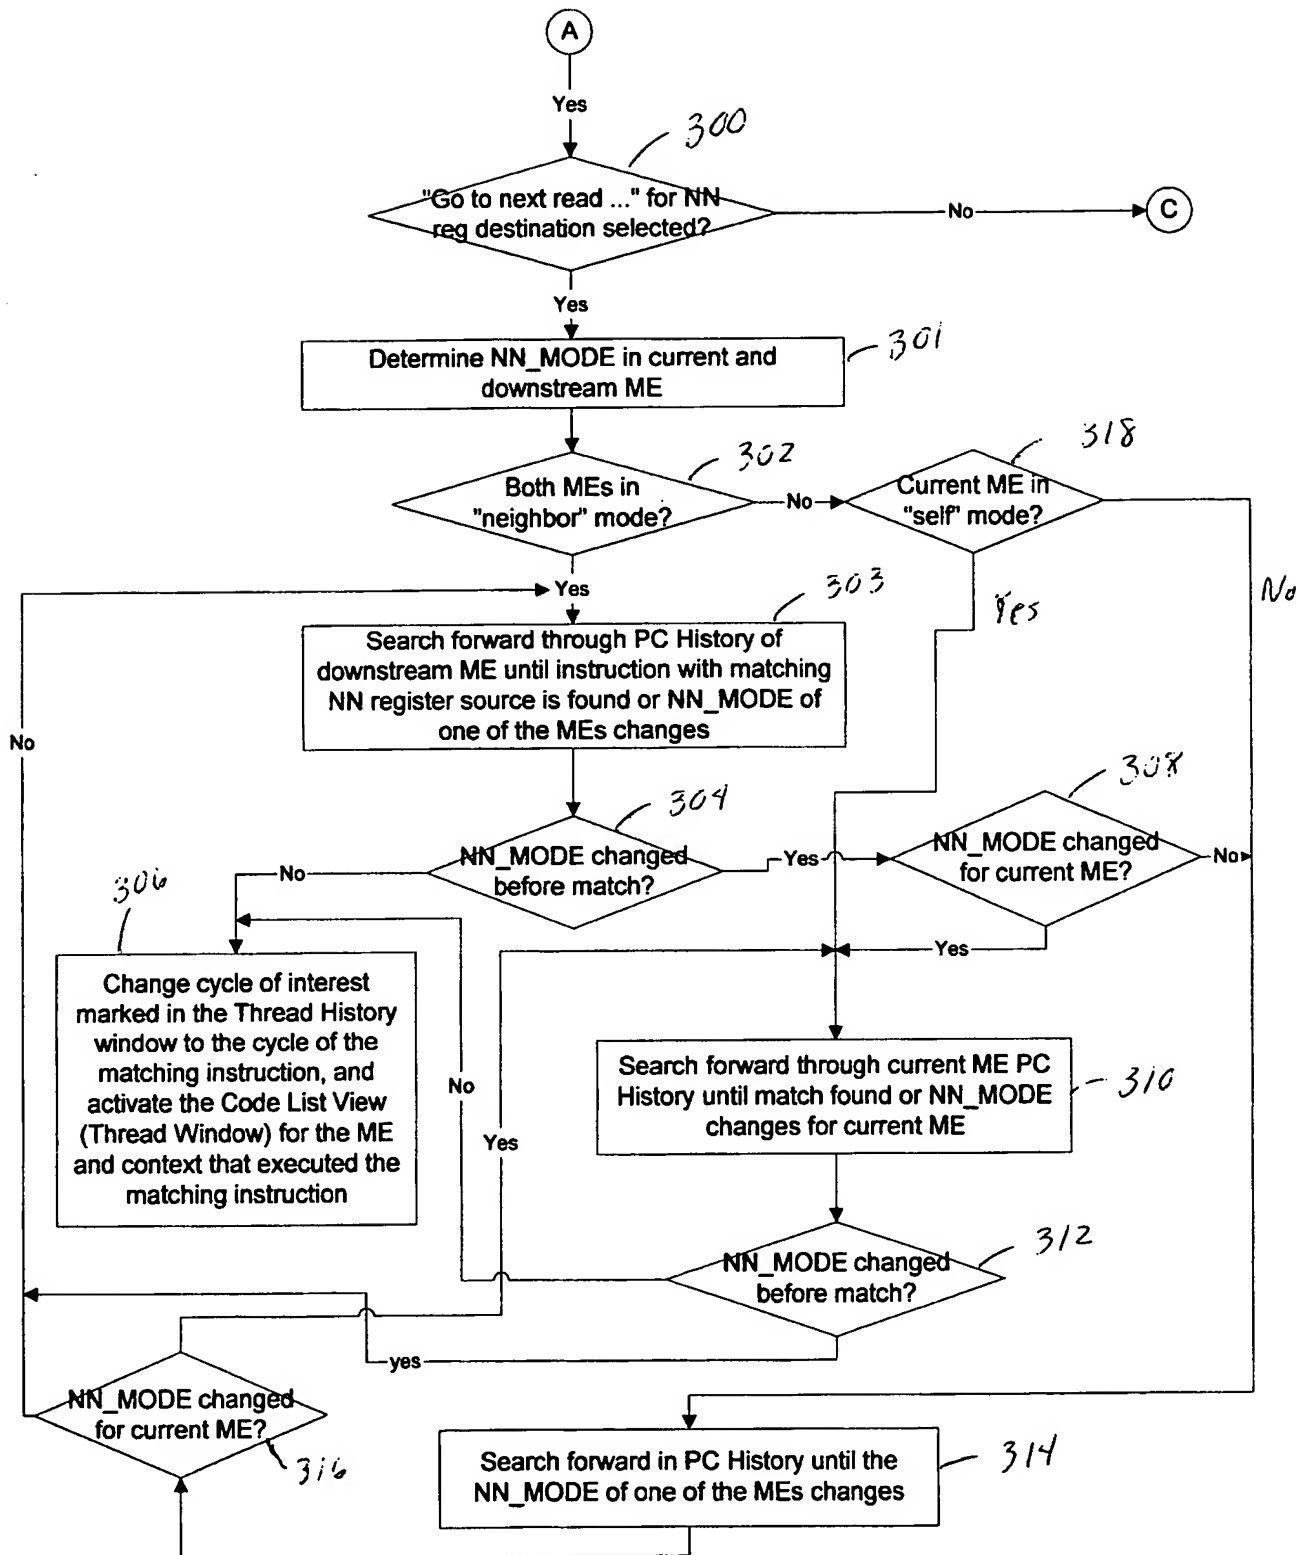 A
Yes
300
"Go to next read ..." for NN
reg destination selected?
No
C
Yes
301
Determine NN_MODE in current and
downstream ME
302
Both MEs in
"neighbor" mode?
No
318
Current ME in
"self" mode?
Yes
Yes
No
303
Search forward through PC History of
downstream ME until instruction with matching
NN register source is found or NN_MODE of
one of the MEs changes
No
304
NN_MODE changed
before match?
No
Yes
308
NN_MODE changed
for current ME?
No
Yes
306
Change cycle of interest
marked in the Thread History
window to the cycle of the
matching instruction, and
activate the Code List View
(Thread Window) for the ME
and context that executed the
matching instruction
No
Yes
310
Search forward through current ME PC
History until match found or NN_MODE
changes for current ME
312
NN_MODE changed
before match?
yes
NN_MODE changed
for current ME?
316
314
Search forward in PC History until the
NN_MODE of one of the MEs changes